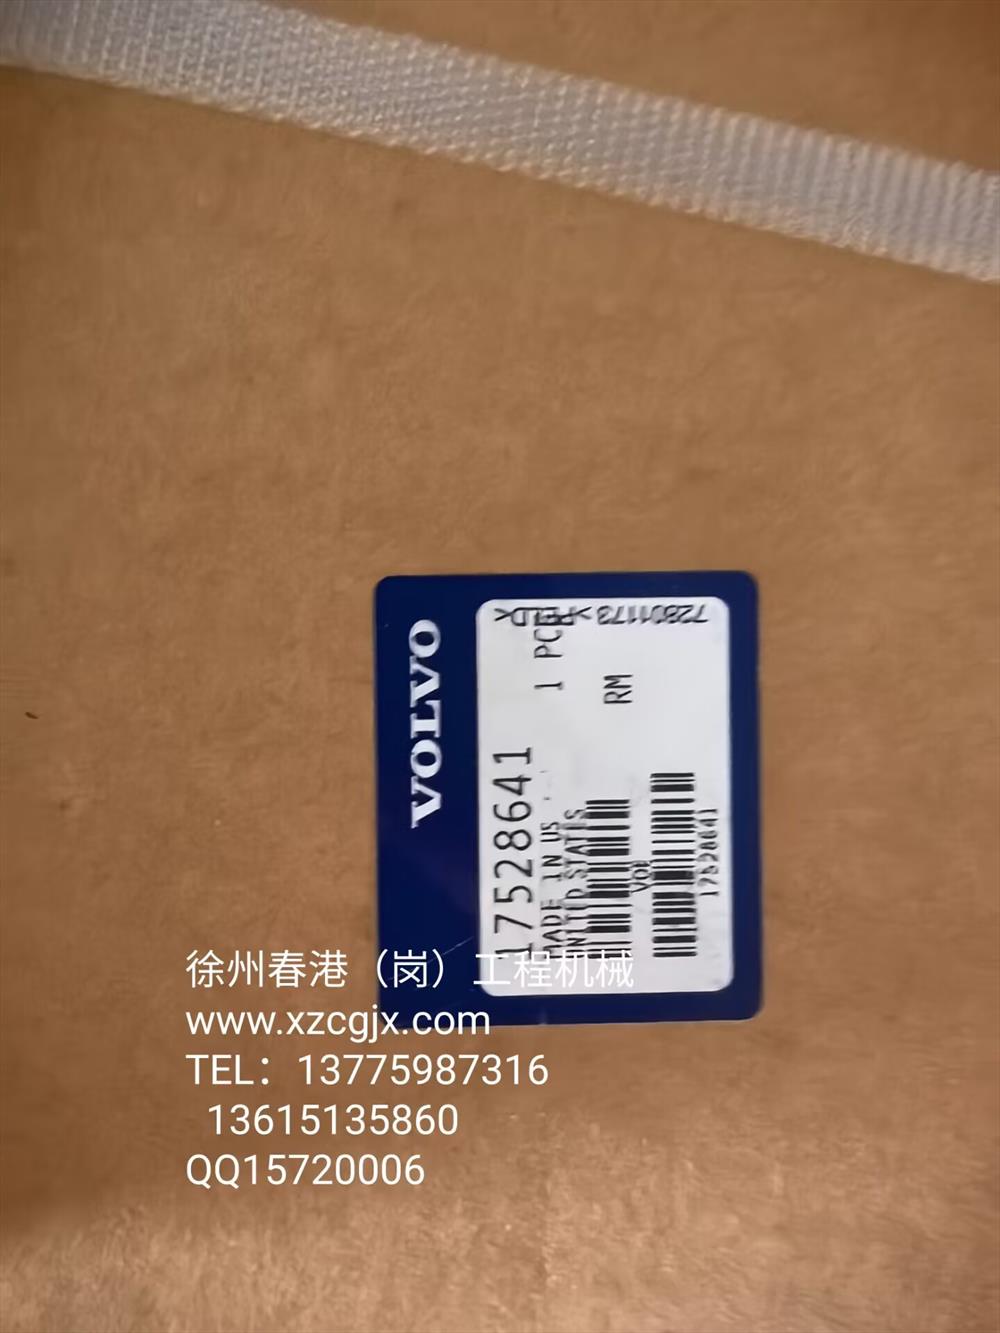 VOLVO
17528641
1 PCE
MADE IN US
UNITED STATES
RM
VOE
17528641
徐州春港（岗）工程机械
www.xzcgjx.com
TEL：13775987316
13615135860
QQ15720006